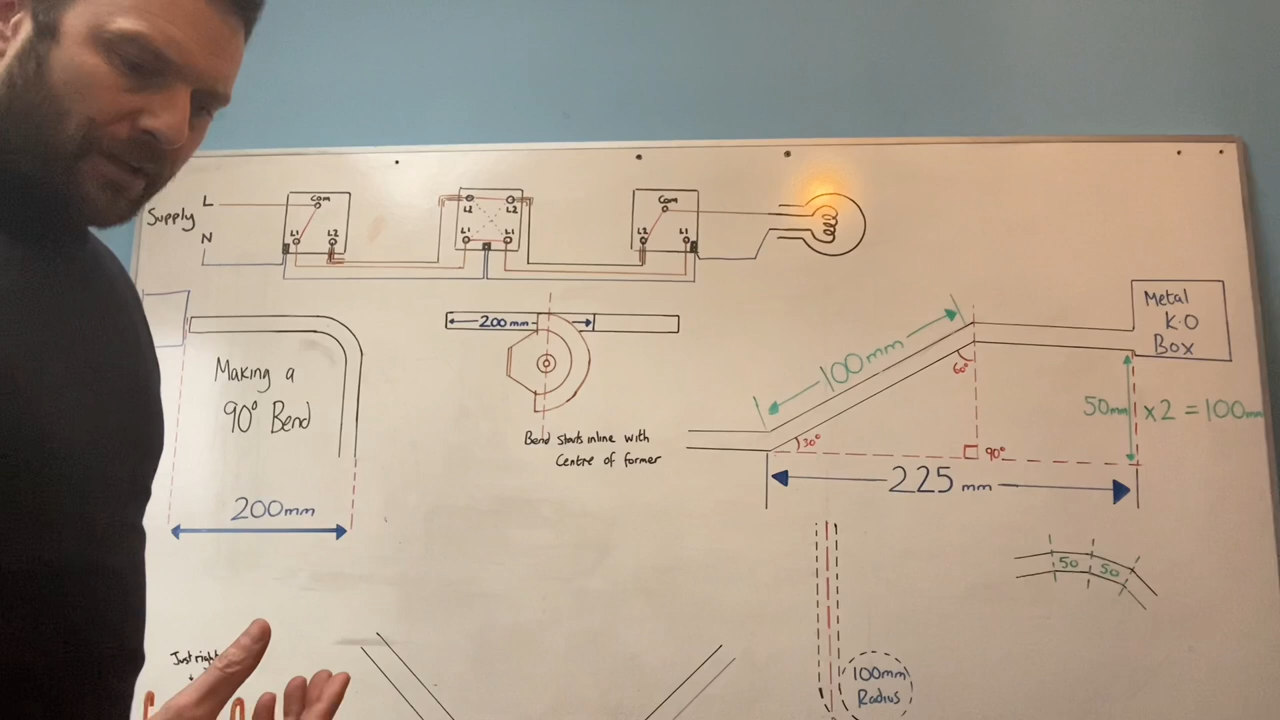 Supply
L
N
Com
L1
L2
L2
L2
L1
L1
Com
L2
L1
Making a
90° Bend
200mm
200mm
Bend starts inline with
Centre of former
100mm
30°
60°
90°
225 mm
Metal
K.O
Box
50mm x2 = 100mm
50
50
100mm
Radius
Just right